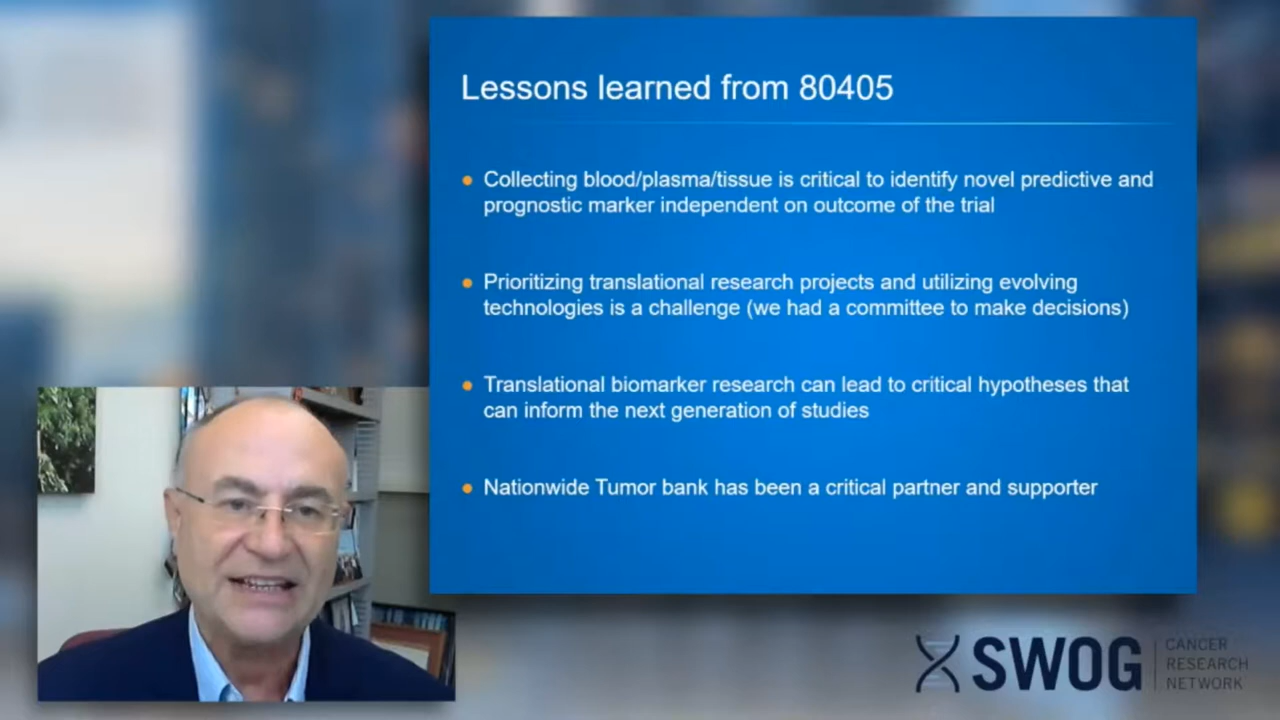 Lessons learned from 80405
• Collecting blood/plasma/tissue is critical to identify novel predictive and
prognostic marker independent on outcome of the trial
• Prioritizing translational research projects and utilizing evolving
technologies is a challenge (we had a committee to make decisions)
• Translational biomarker research can lead to critical hypotheses that
can inform the next generation of studies
• Nationwide Tumor bank has been a critical partner and supporter
SWOG
CANCER
RESEARCH
NETWORK